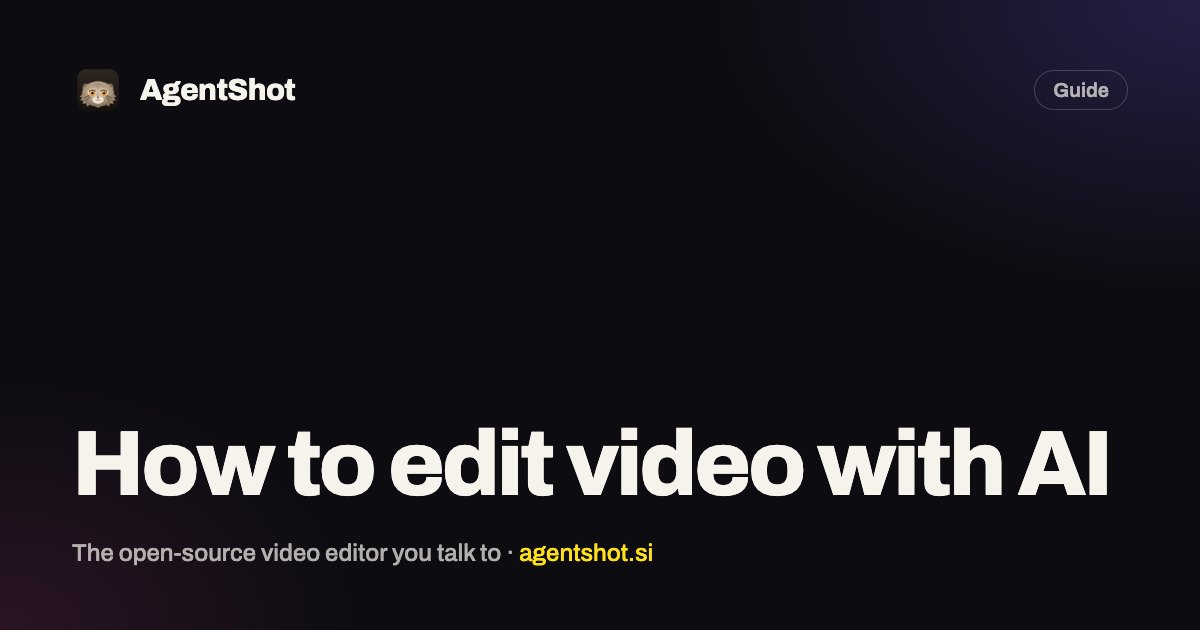 AgentShot
Guide
How to edit video with AI
The open-source video editor you talk to · agentshot.si